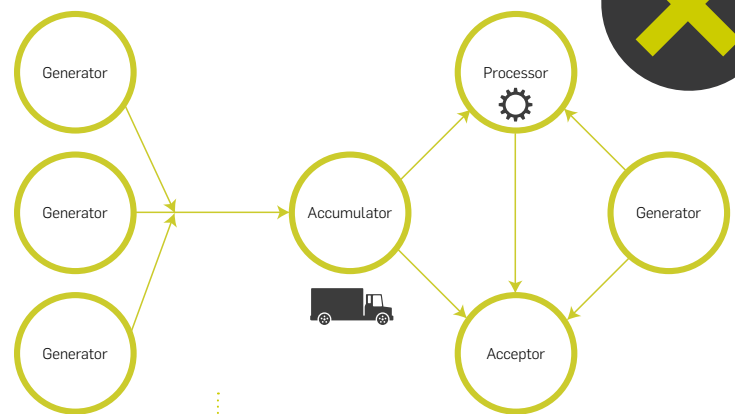 Generator
Processor
Generator
Accumulator
Generator
Generator
Acceptor